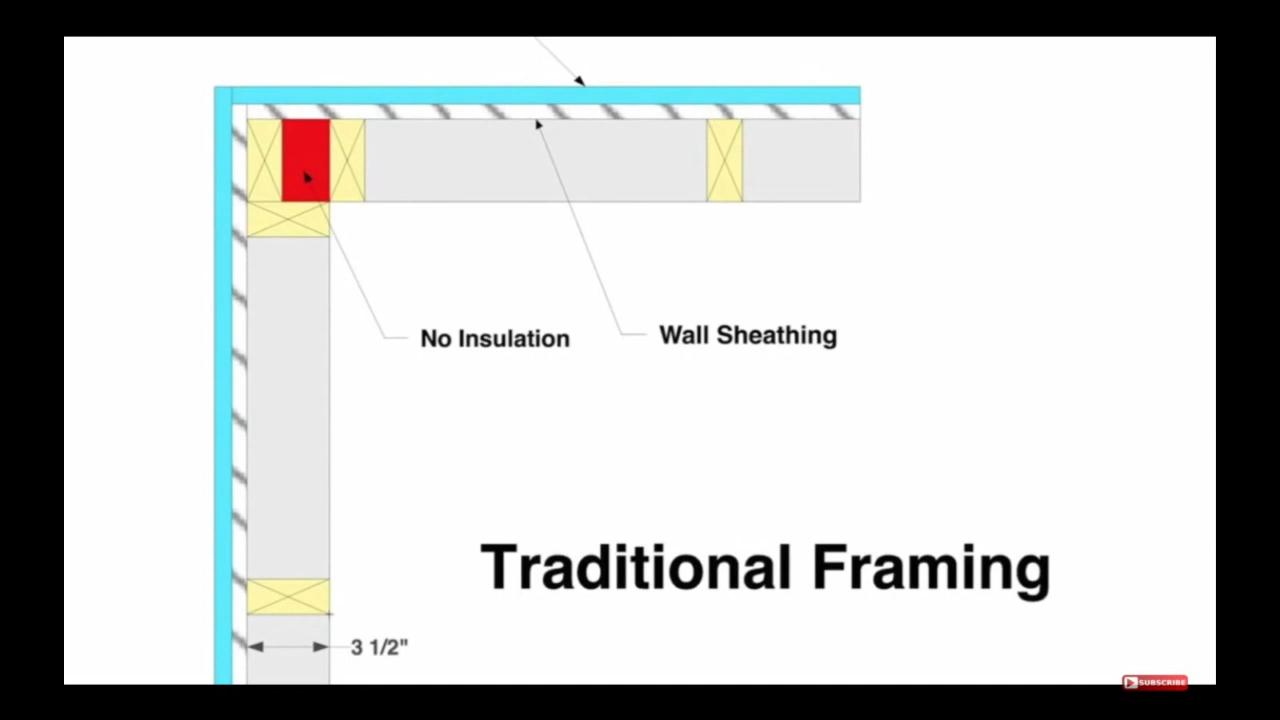 No Insulation
Wall Sheathing
Traditional Framing
3 1/2"
SUBSCRIBE